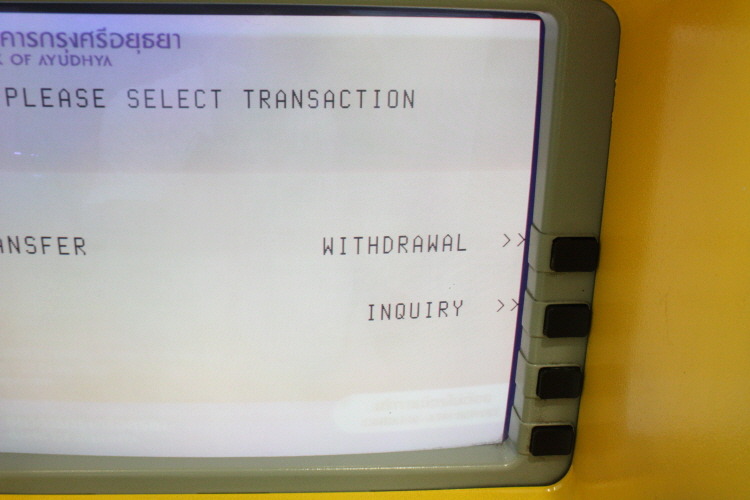 คารกรุงศรีอยุธยา
OF AYUDHYA
PLEASE SELECT TRANSACTION
ANSFER WITHDRAWAL >>
INQUIRY >>